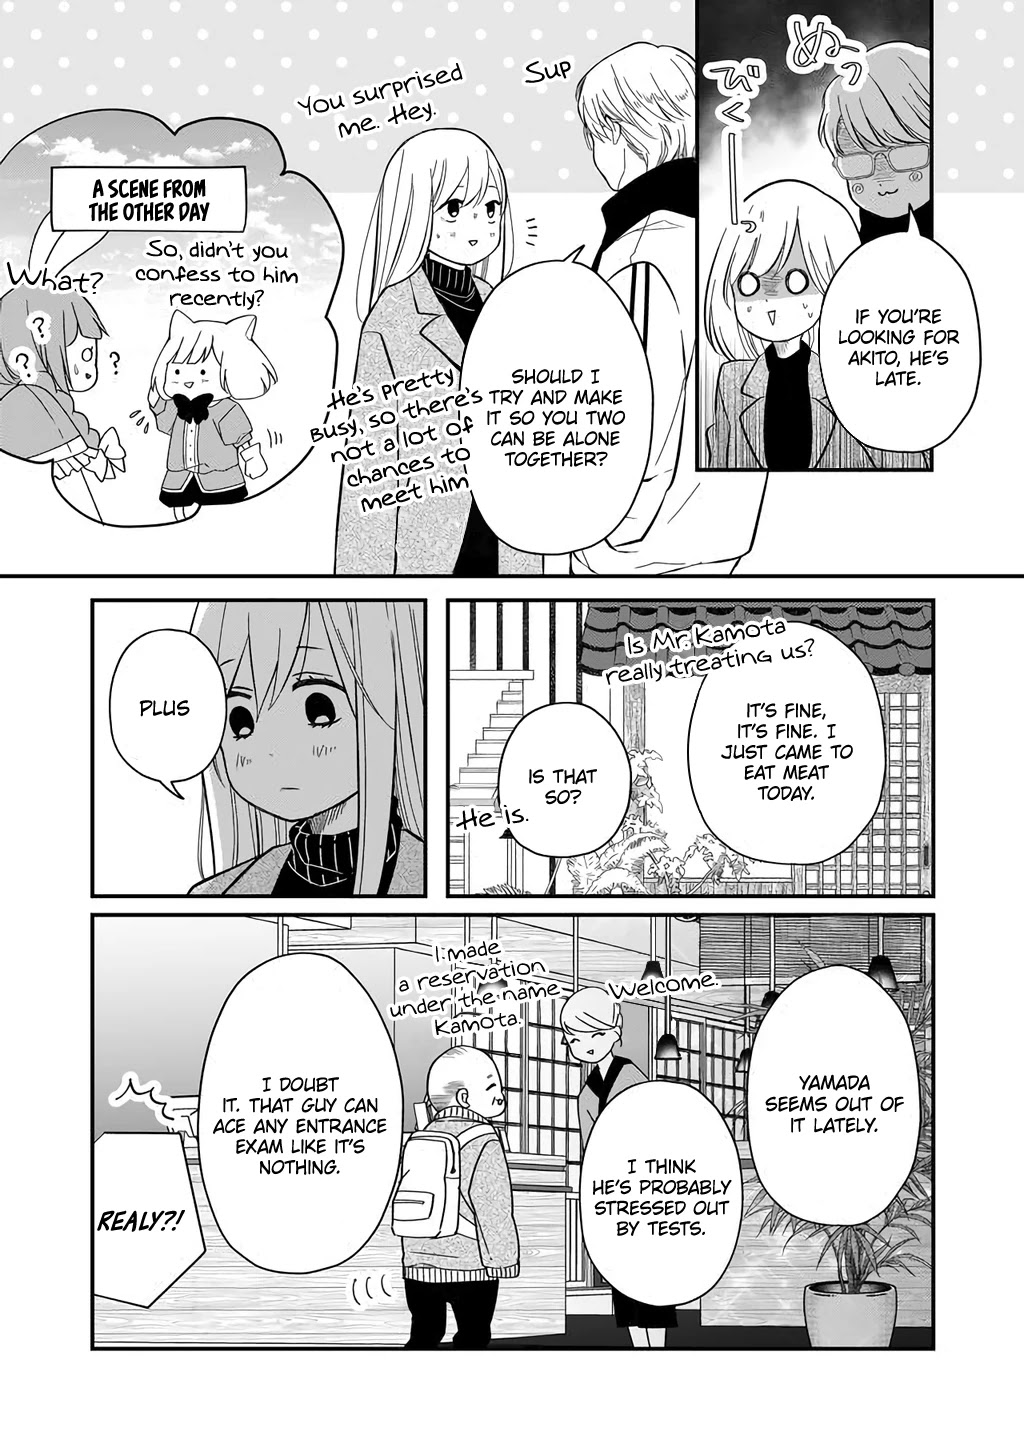 ぬっ
びくーっ
IF YOU'RE
LOOKING FOR
AKITO, HE'S
LATE.
Sup
You surprised
me. Hey.
SHOULD I
TRY AND MAKE
IT SO YOU TWO
CAN BE ALONE
TOGETHER?
He's pretty
busy, so there's
not a lot of
chances to
meet him
A SCENE FROM
THE OTHER DAY
So, didn't you
confess to him
recently?
What?
?
?
?
Is Mr. Kamota
really treating us?
IT'S FINE,
IT'S FINE. I
JUST CAME TO
EAT MEAT
TODAY.
IS THAT
SO?
He is.
PLUS
YAMADA
SEEMS OUT OF
IT LATELY.
Welcome.
I made
a reservation
under the name
Kamota.
I THINK
HE'S PROBABLY
STRESSED OUT
BY TESTS.
I DOUBT
IT. THAT GUY CAN
ACE ANY ENTRANCE
EXAM LIKE IT'S
NOTHING.
REALY?!